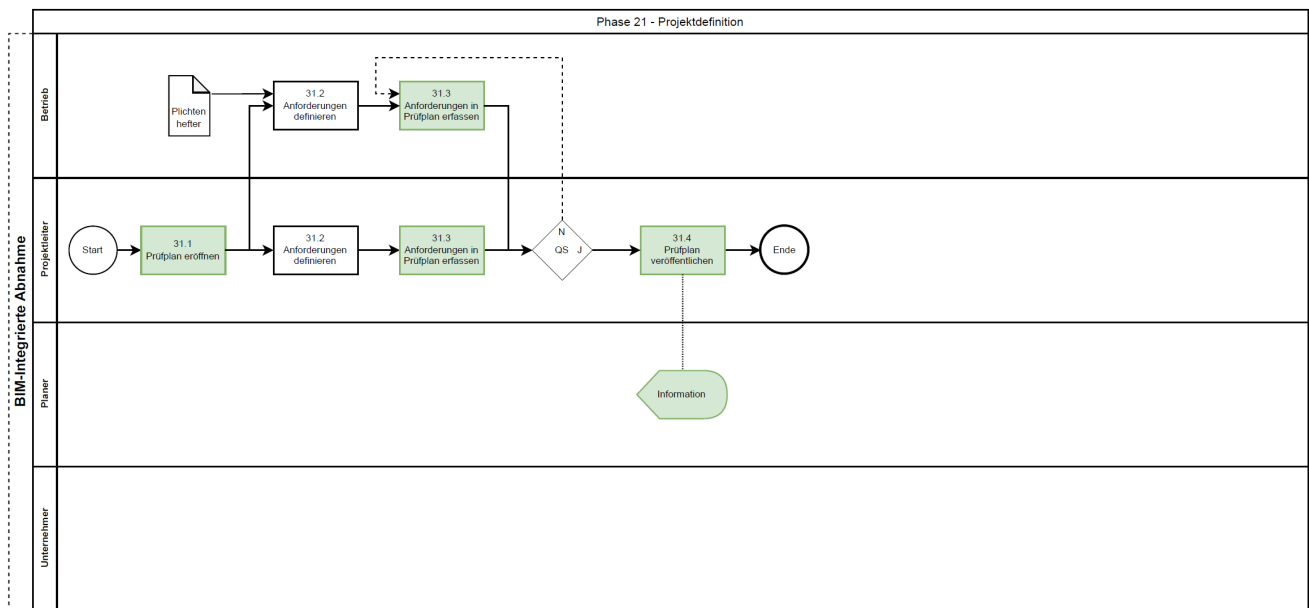 Phase 21 - Projektdefinition
BIM-Integrierte Abnahme
Betrieb
Plichten
hefter
31.2
Anforderungen
definieren
31.3
Anforderungen in
Prüfplan erfassen
Projektleiter
Start
31.1
Prüfplan eröffnen
31.2
Anforderungen
definieren
31.3
Anforderungen in
Prüfplan erfassen
N
QS J
31.4
Prüfplan
veröffentlichen
Ende
Planer
Information
Unternehmer